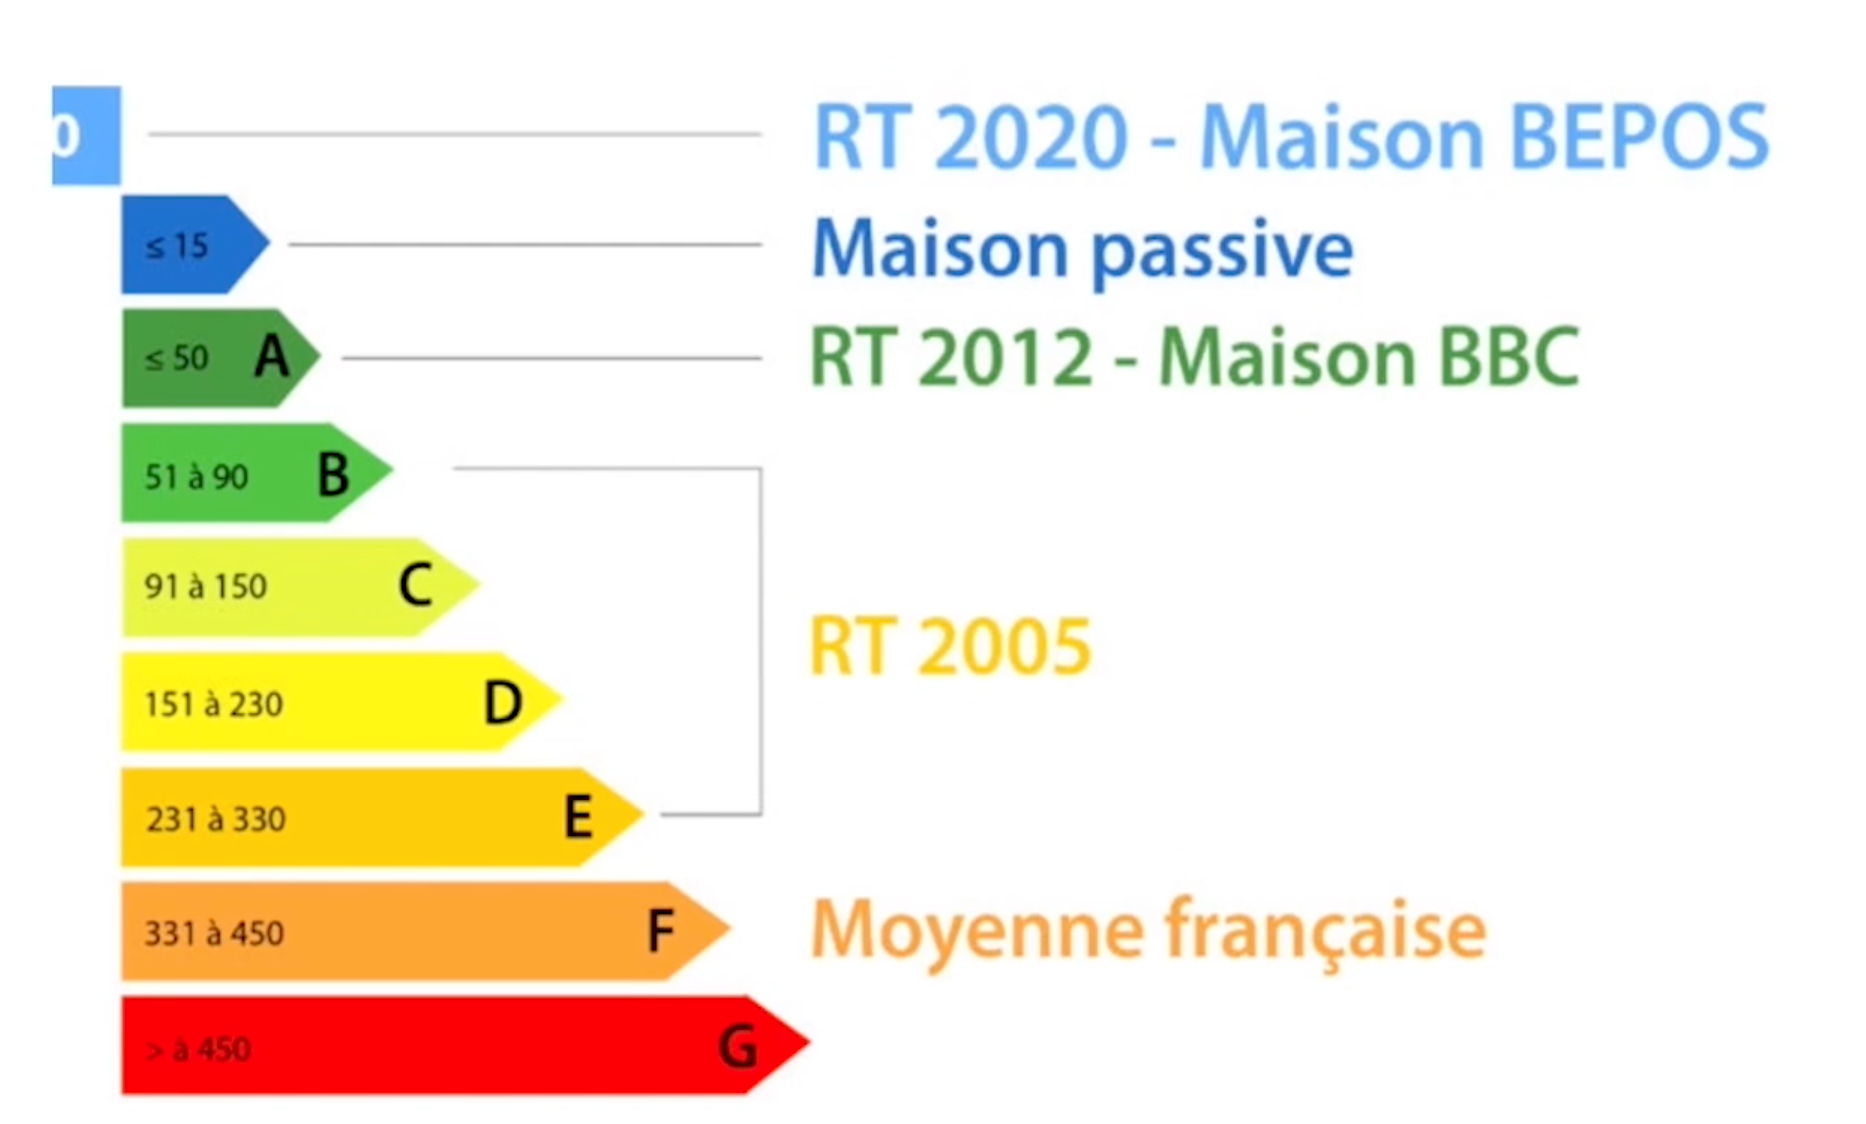 0
RT 2020 - Maison BEPOS
≤ 15
Maison passive
≤ 50 A
RT 2012 - Maison BBC
51 à 90 B
91 à 150 C
RT 2005
151 à 230 D
231 à 330 E
331 à 450 F
Moyenne française
> à 450 G